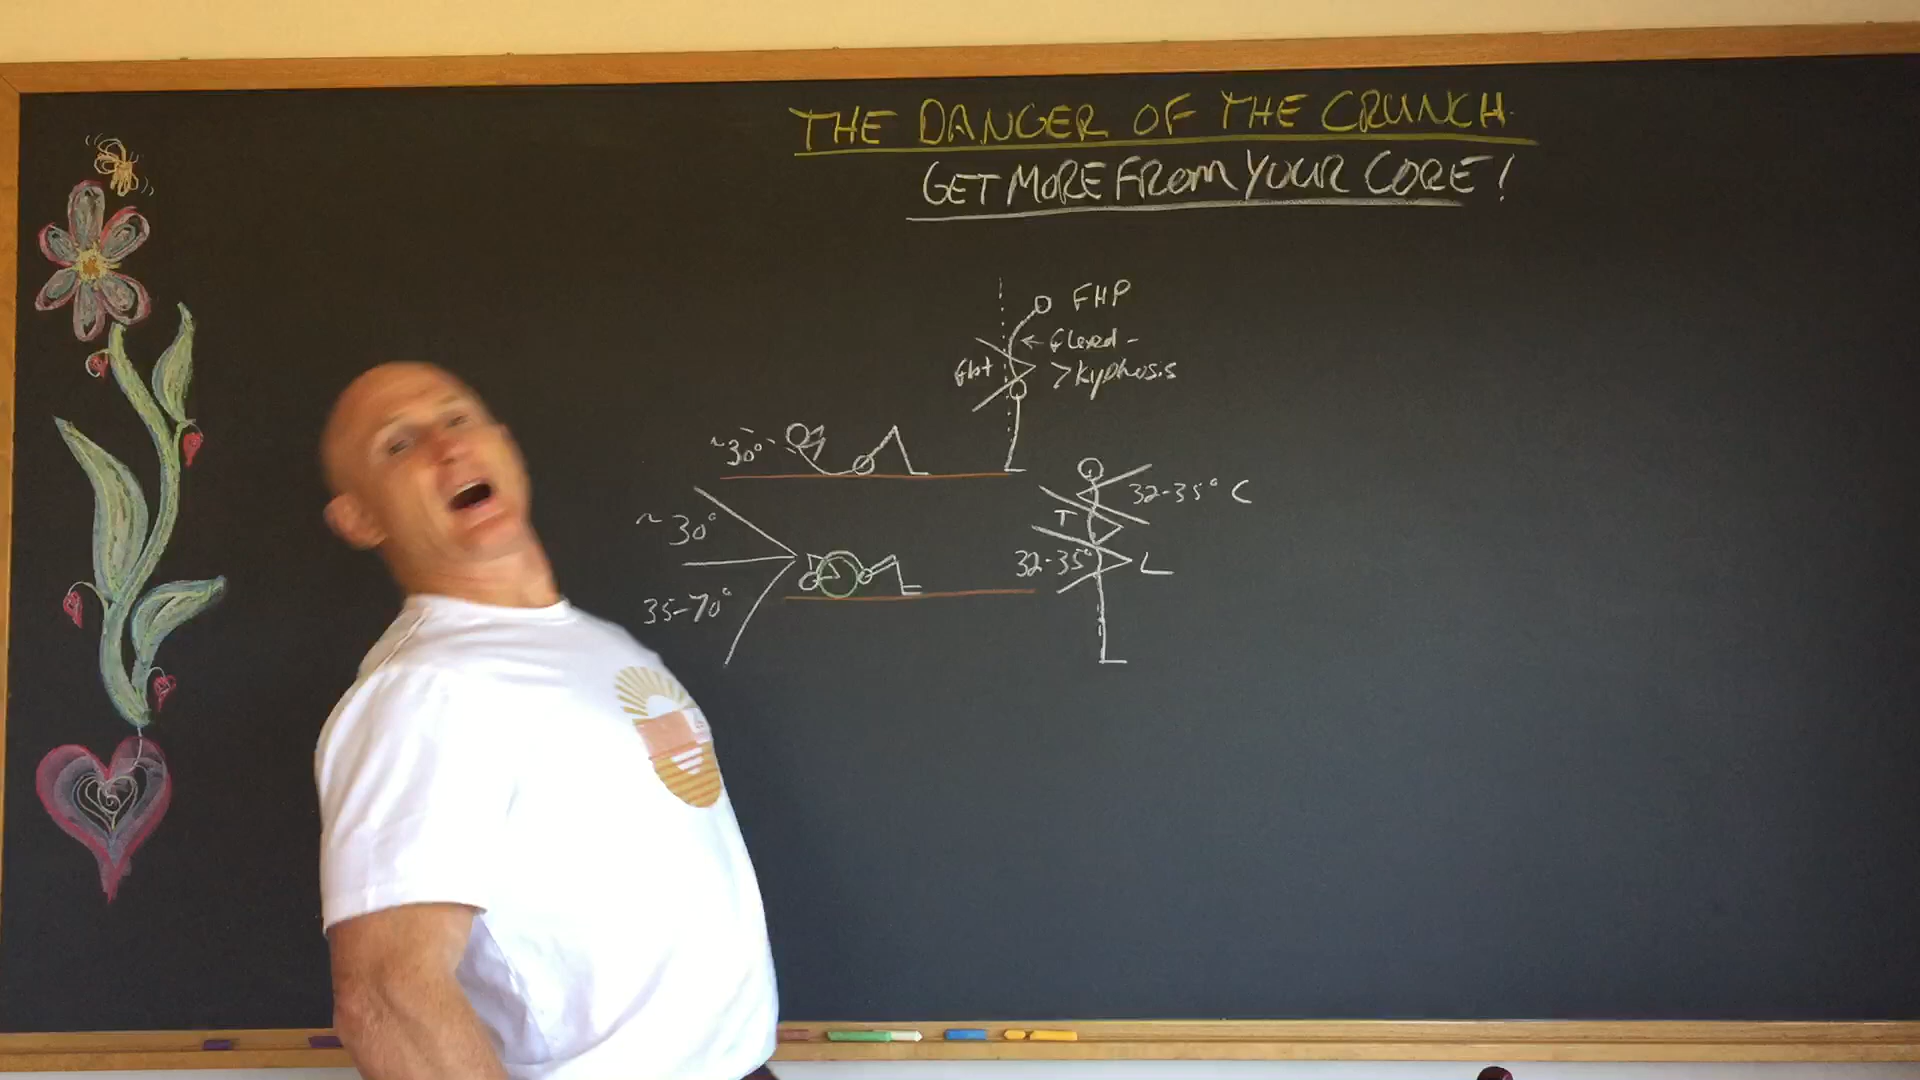 THE DANGER OF THE CRUNCH.
GET MORE FROM YOUR CORE!
FHP
← flexed -
flat
> kyphosis
~30°
32-35° C
T
~30°
32-35°
L
35-70°